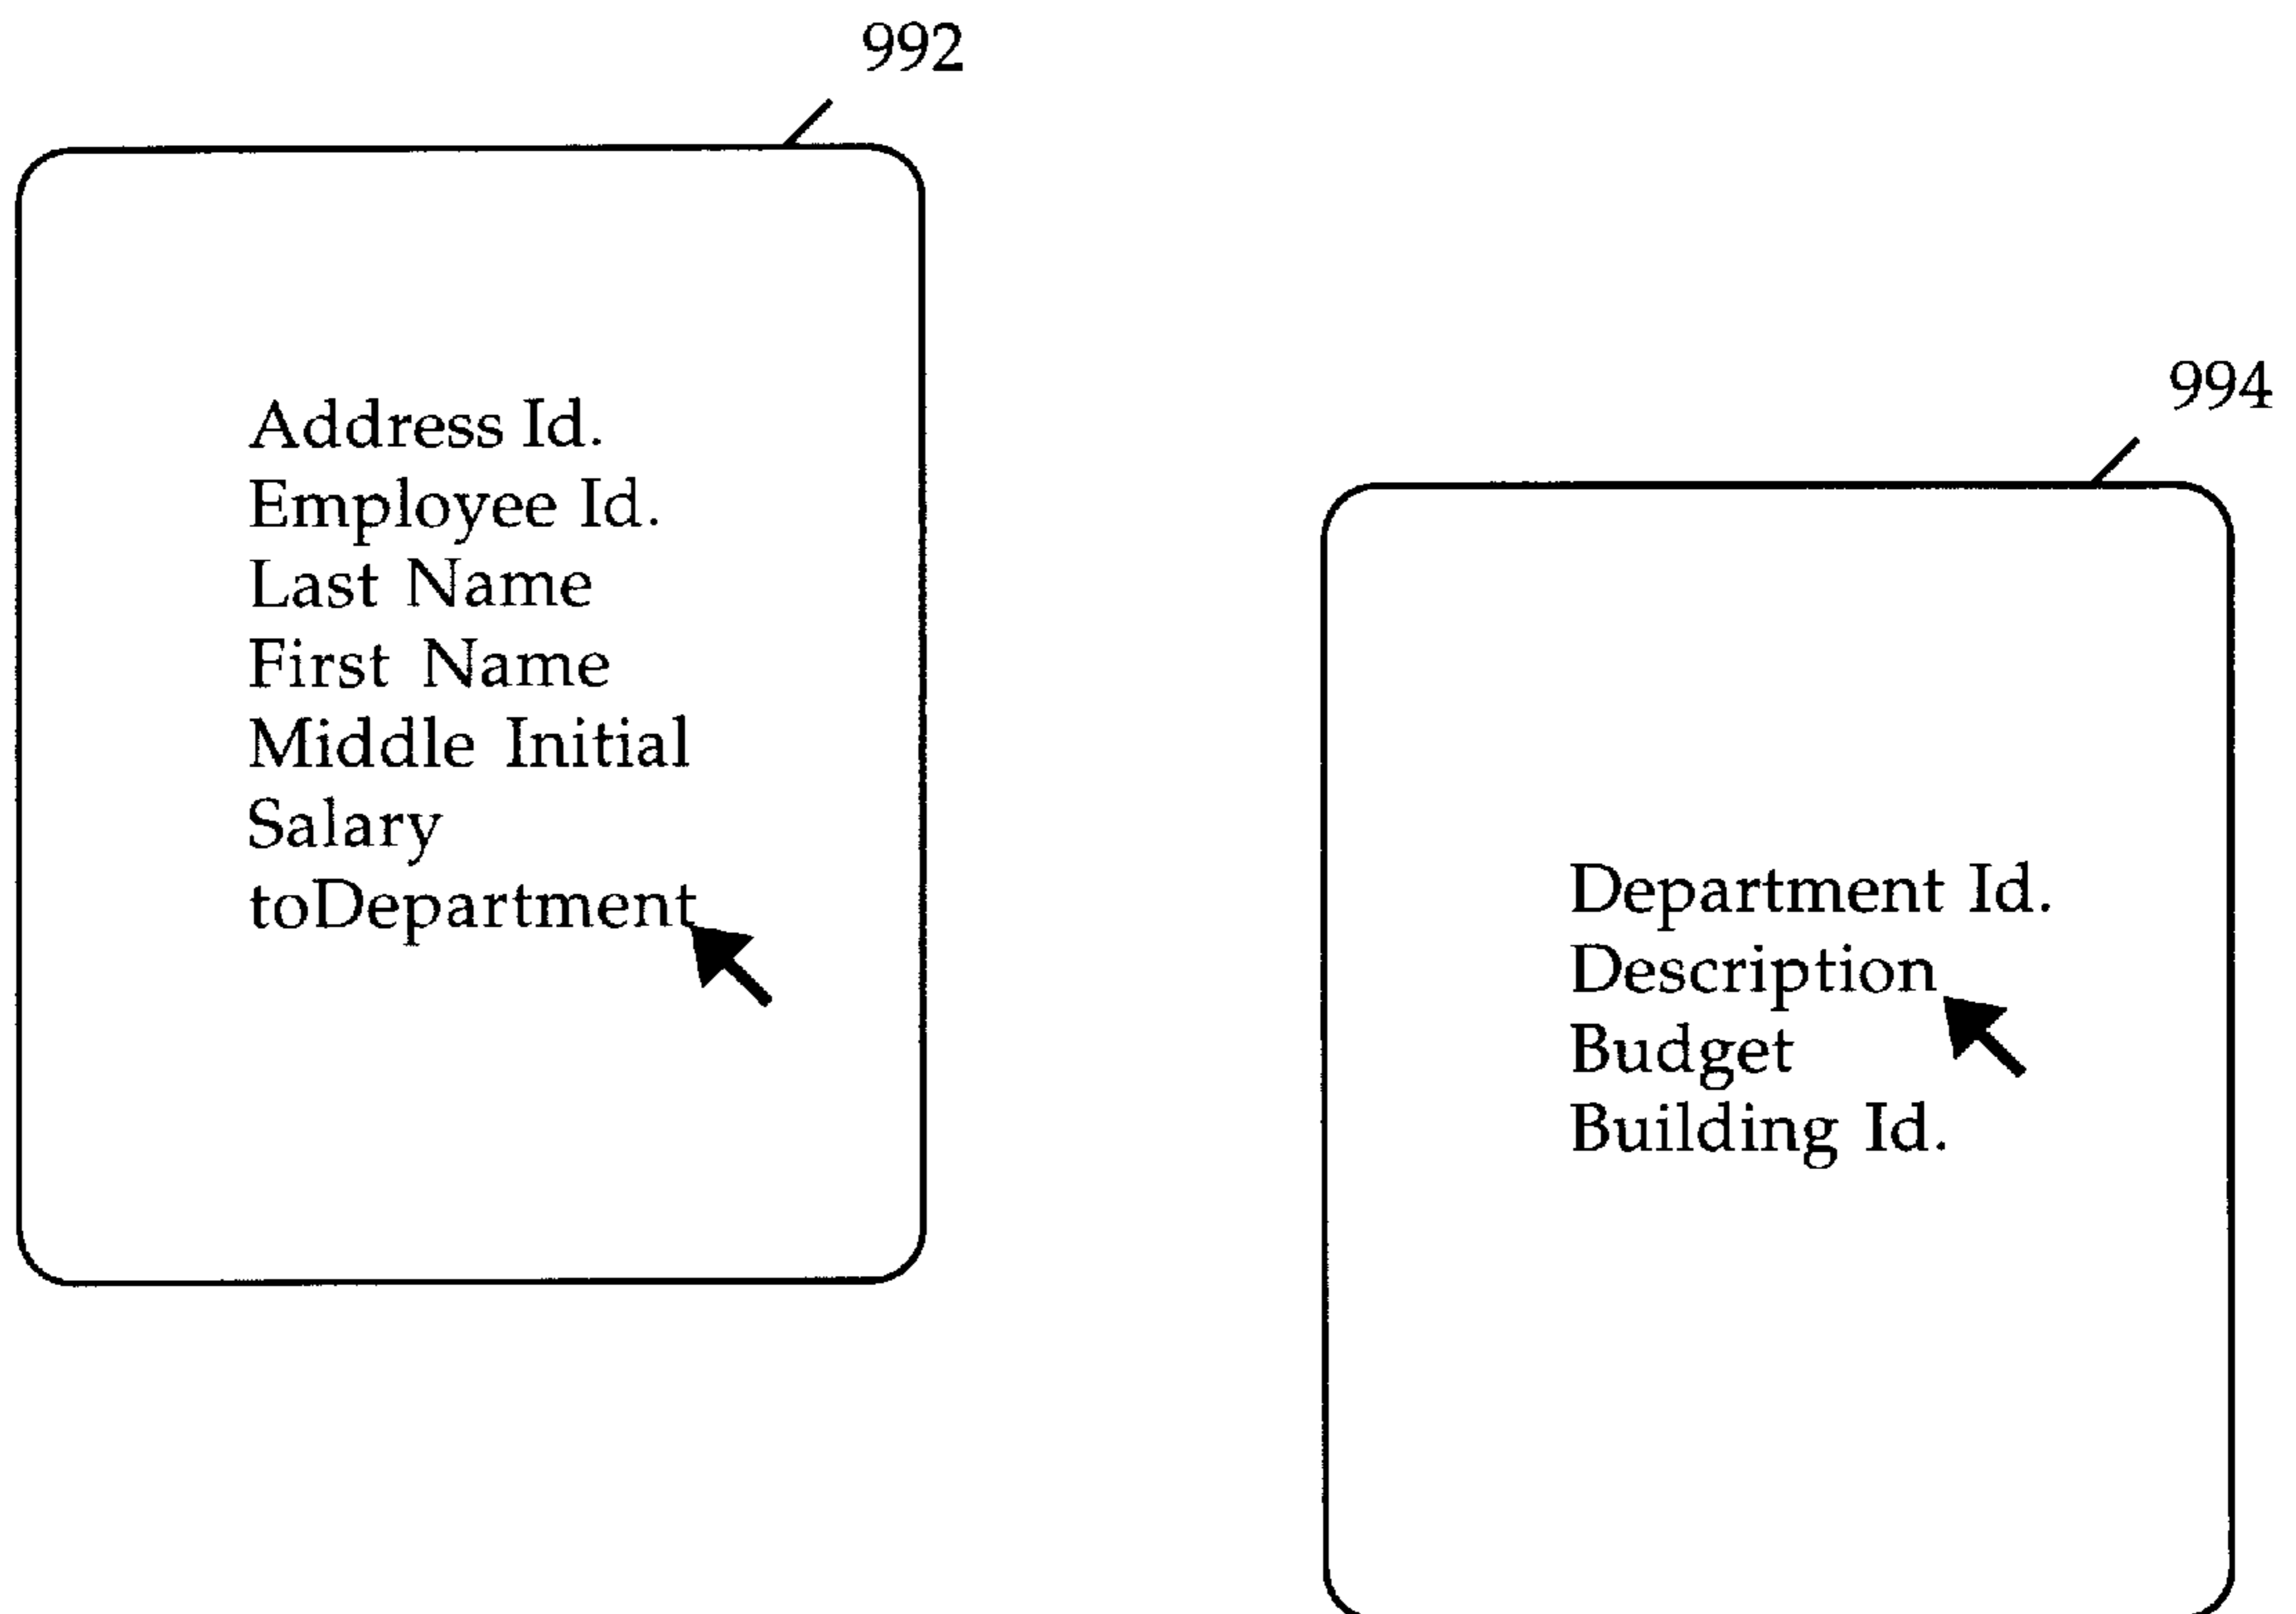 992
Address Id.
Employee Id.
Last Name
First Name
Middle Initial
Salary
toDepartment
994
Department Id.
Description
Budget
Building Id.